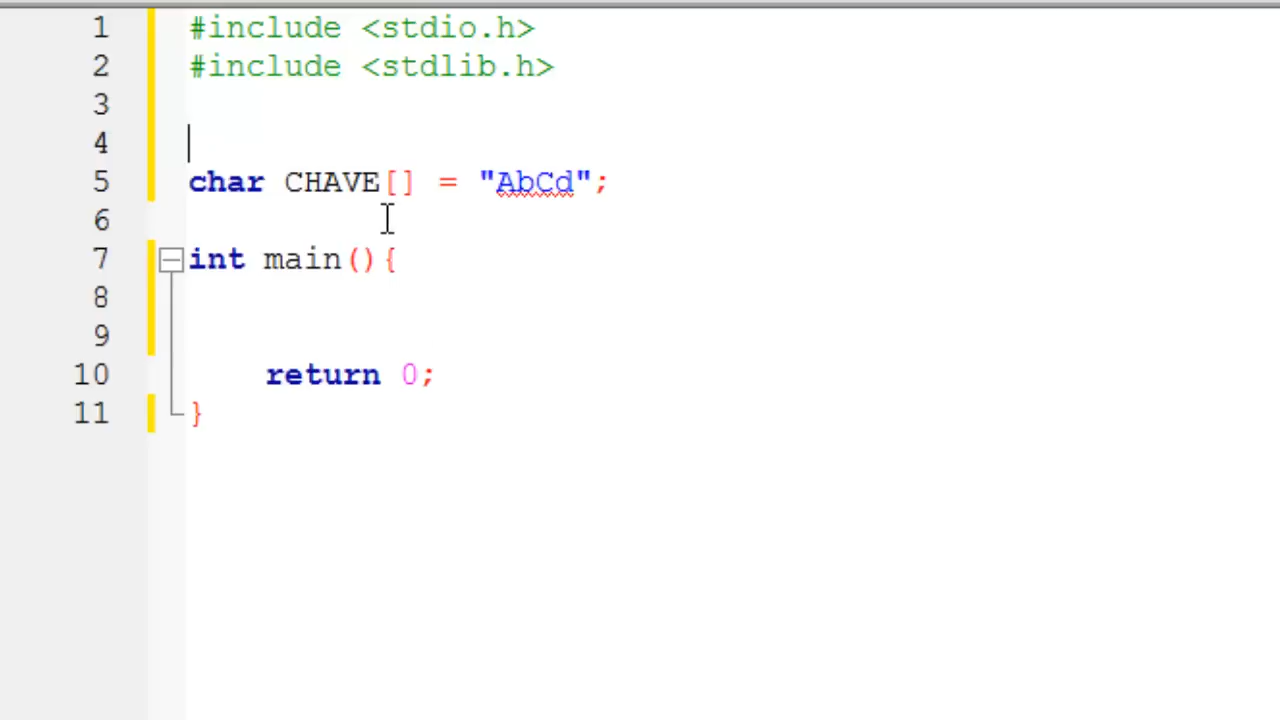 1 #include <stdio.h>
2 #include <stdlib.h>
3
4
5 char CHAVE[] = "AbCd";
6
7 int main(){
8
9
10 return 0;
11 }